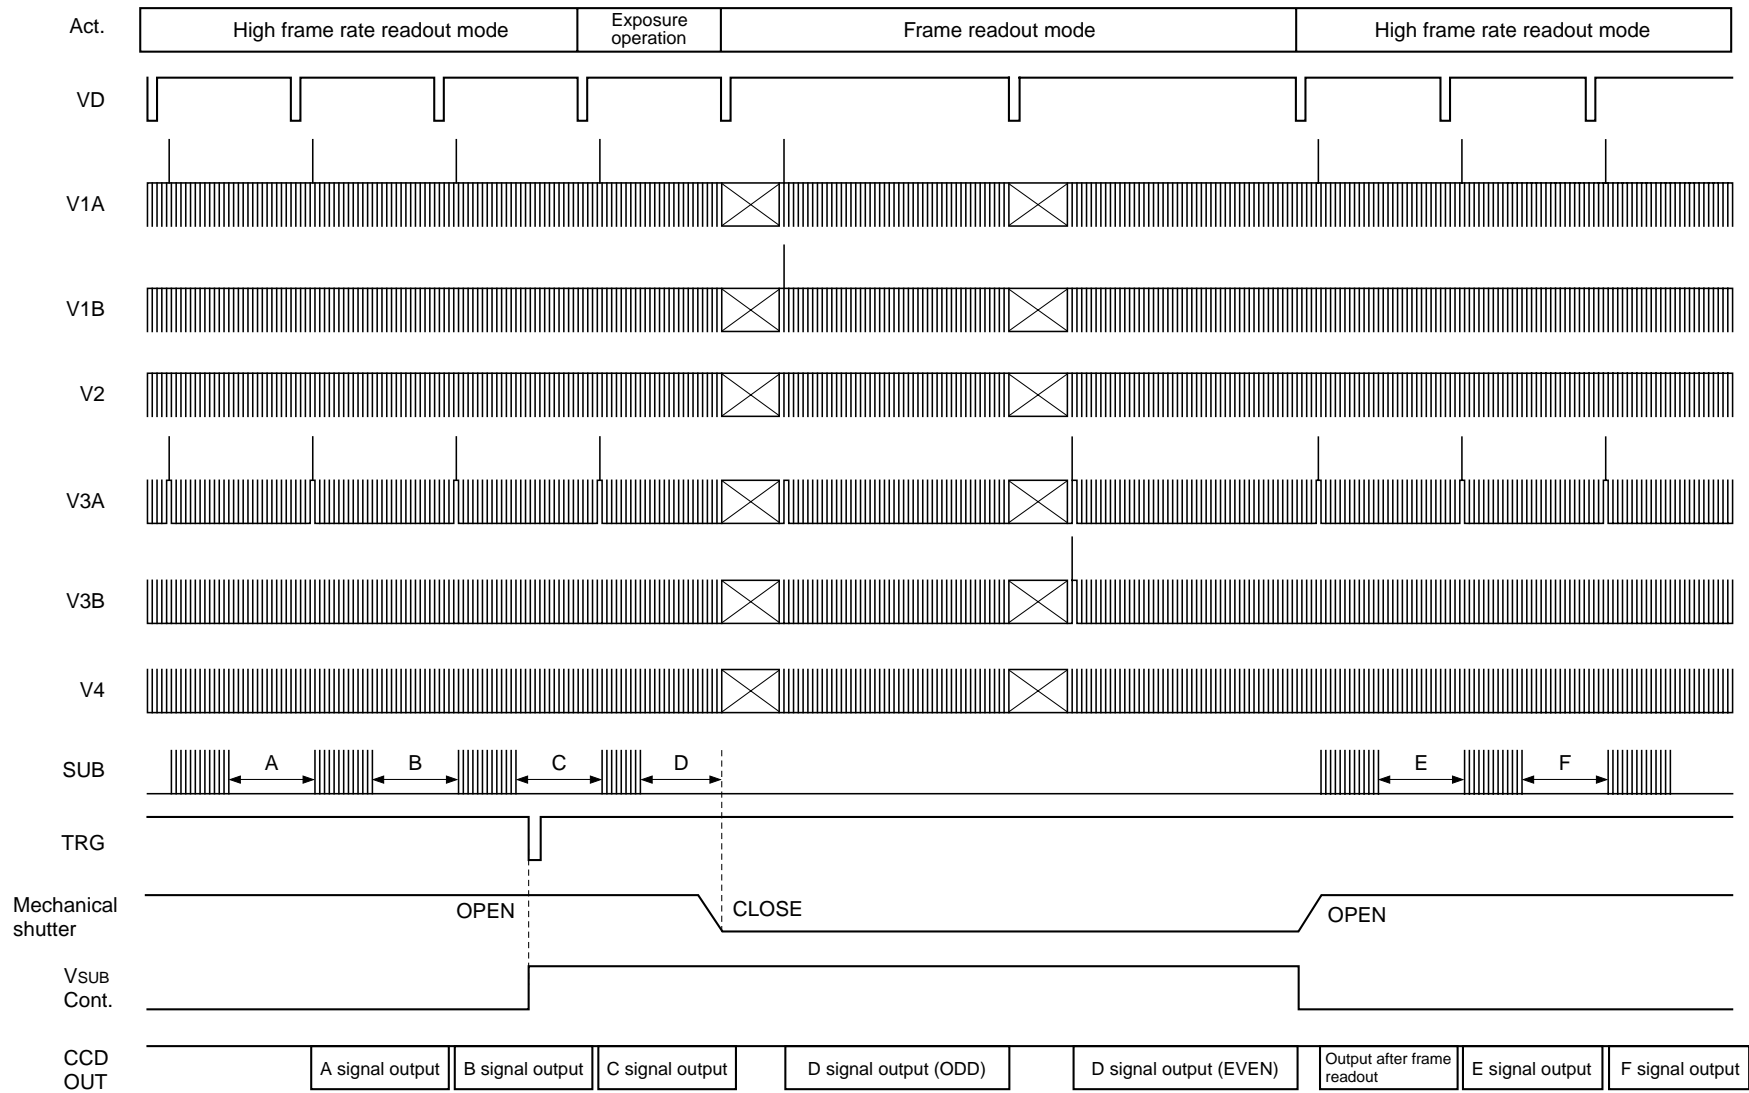 Act.
High frame rate readout mode
Exposure
operation
Frame readout mode
High frame rate readout mode
VD
V1A
V1B
V2
V3A
V3B
V4
SUB
A
B
C
D
E
F
TRG
Mechanical
shutter
OPEN
CLOSE
OPEN
VSUB
Cont.
CCD
OUT
A signal output
B signal output
C signal output
D signal output (ODD)
D signal output (EVEN)
Output after frame
readout
E signal output
F signal output